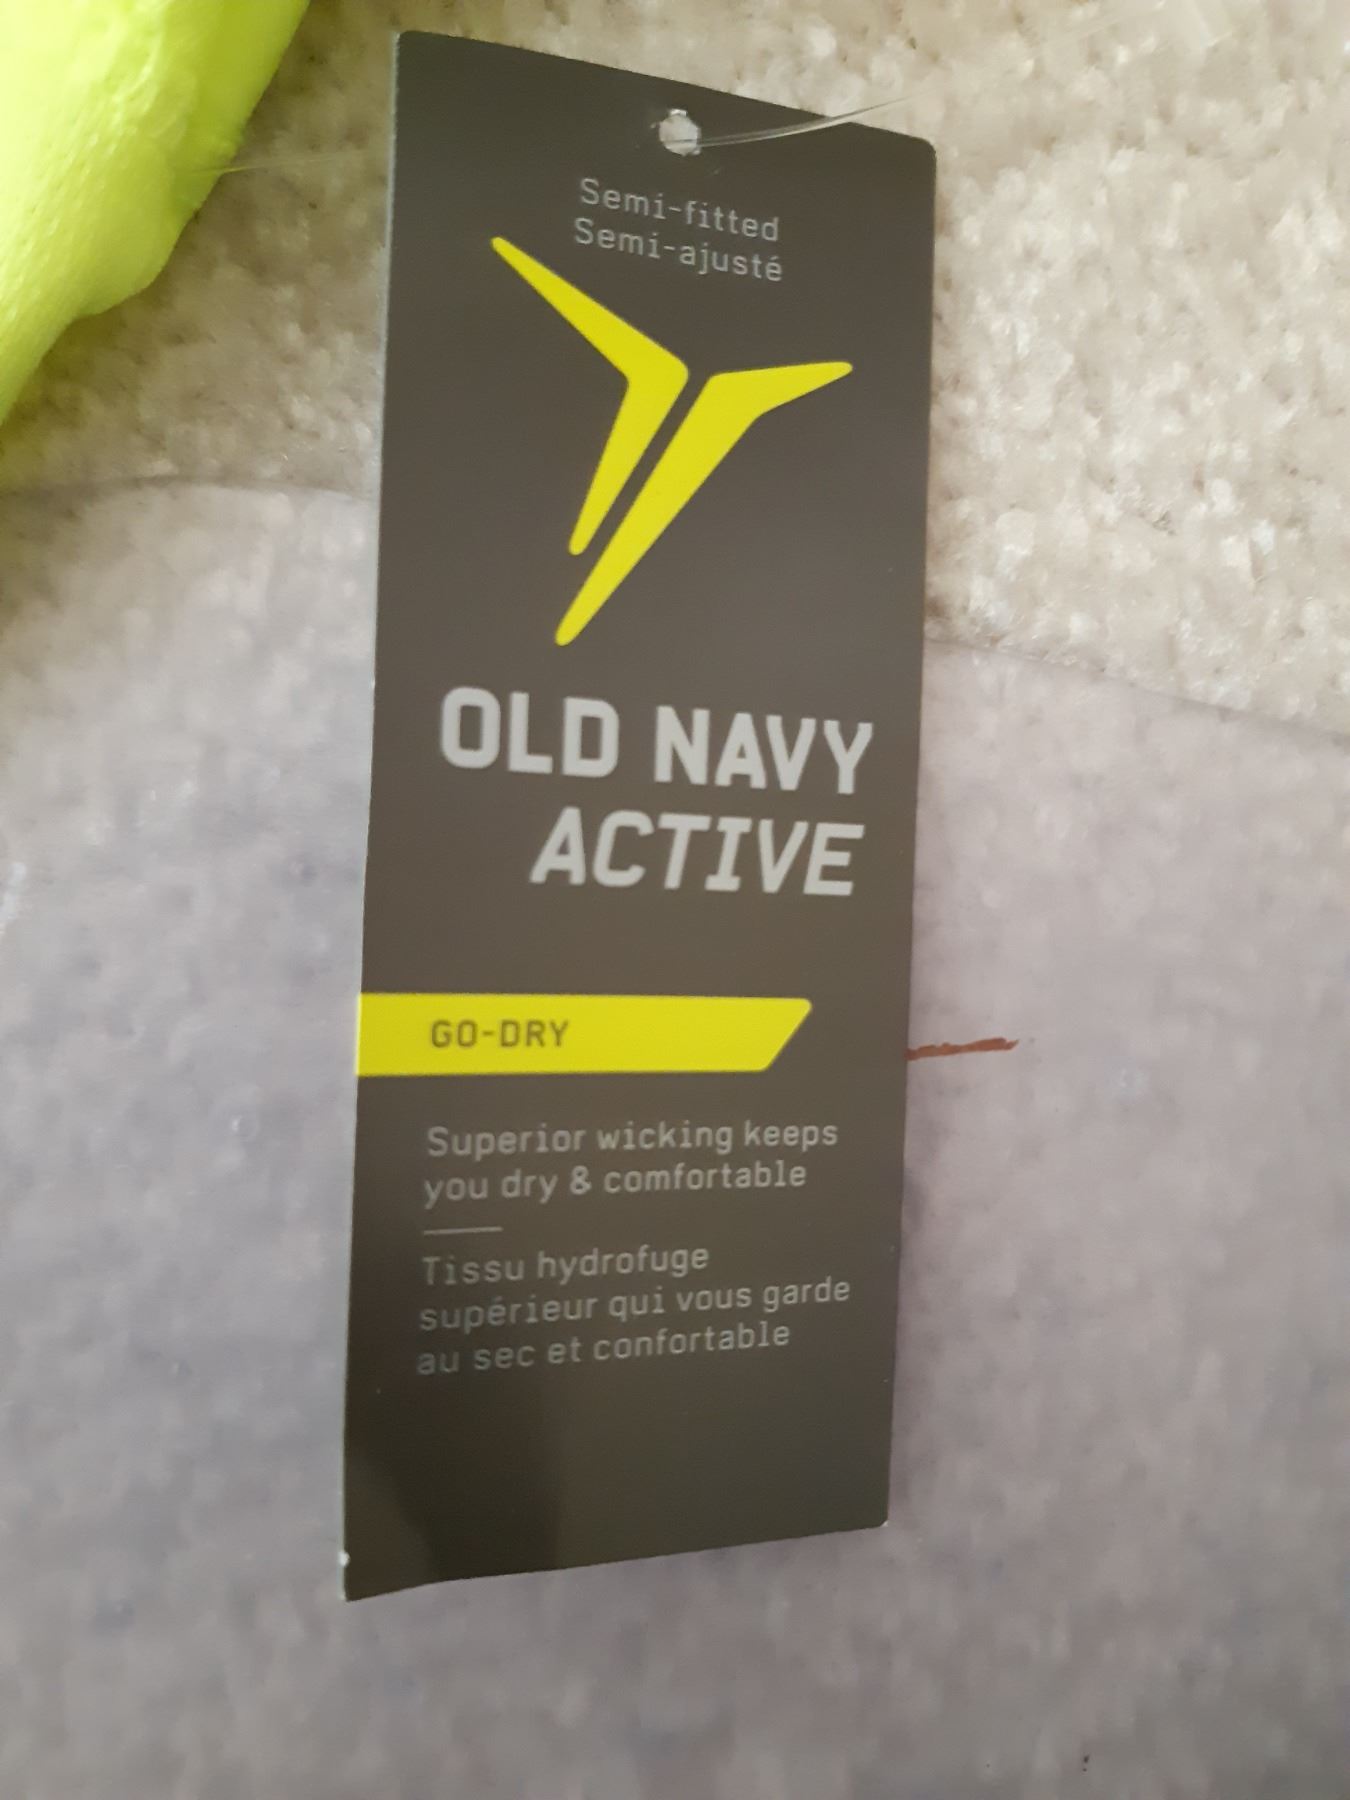 Semi-fitted
Semi-ajusté
OLD NAVY
ACTIVE
GO-DRY
Superior wicking keeps
you dry & comfortable
Tissu hydrofuge
supérieur qui vous garde
au sec et confortable